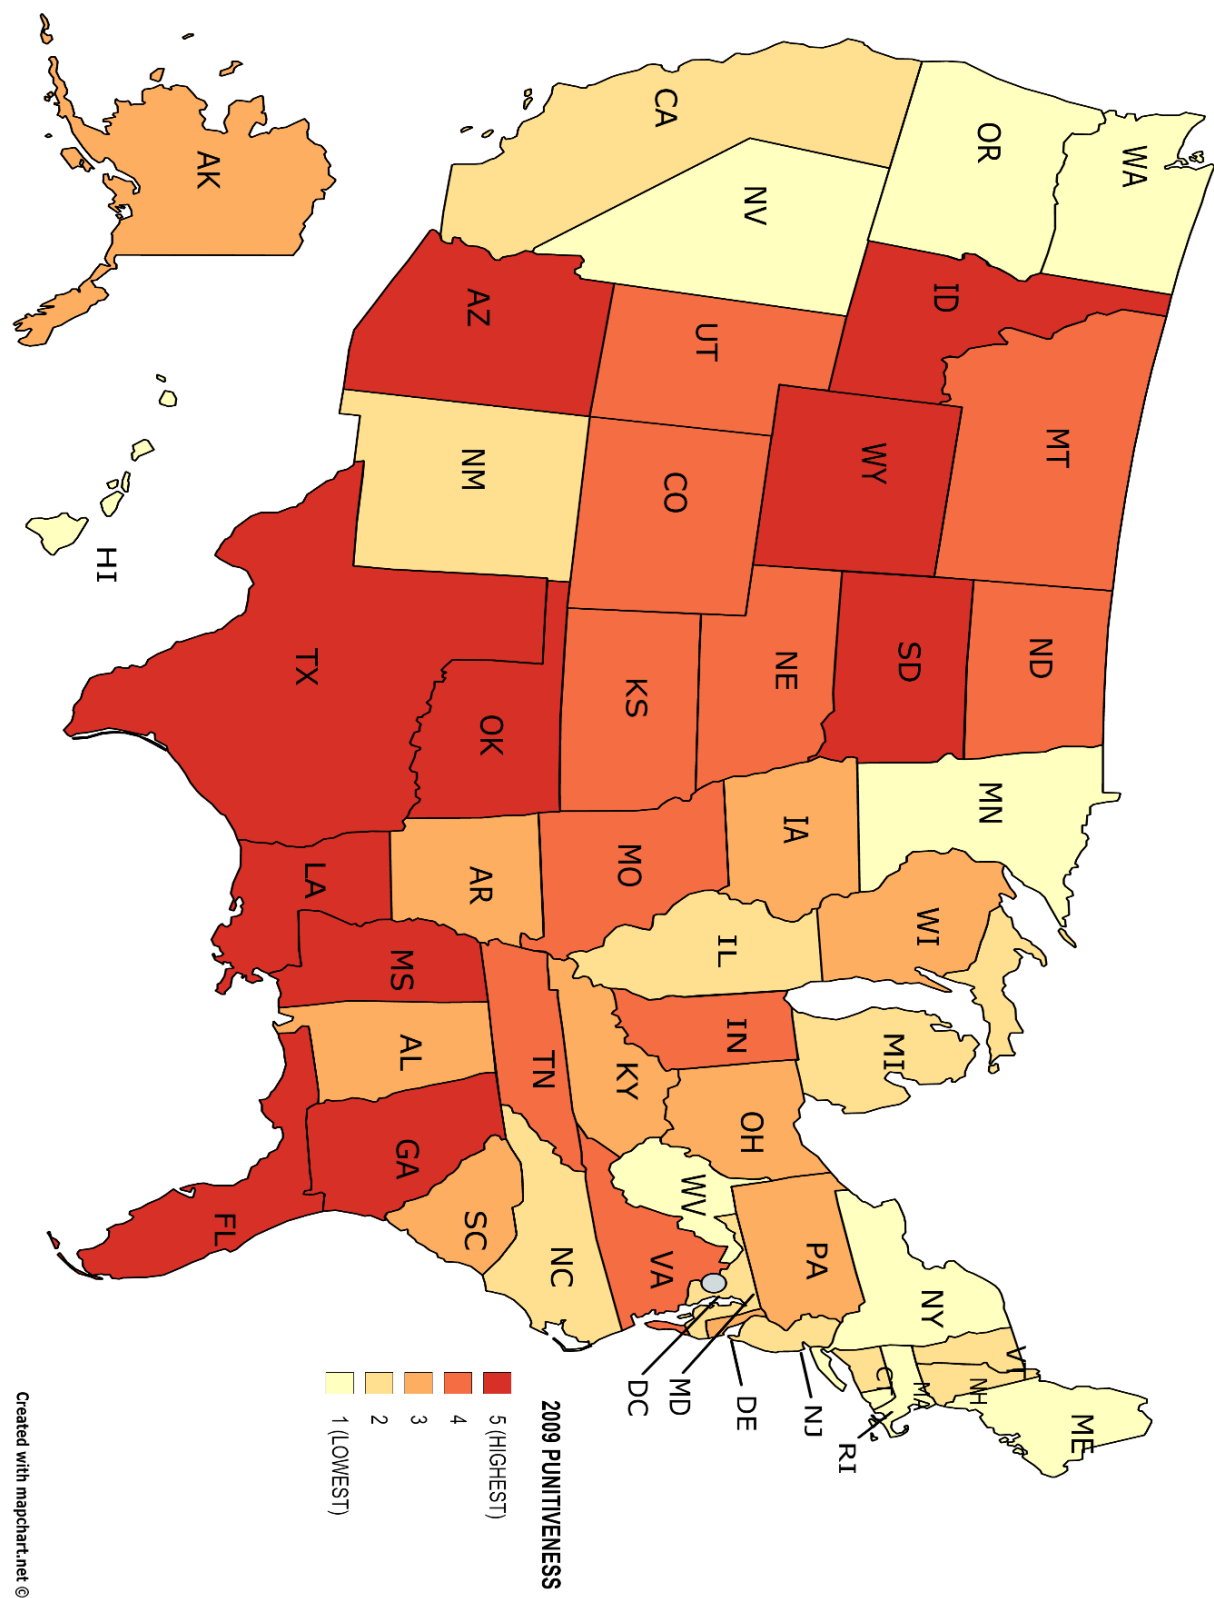 WA
OR
CA
NV
ID
MT
WY
UT
AZ
CO
NM
ND
SD
NE
KS
OK
TX
MN
IA
MO
AR
LA
WI
IL
MI
IN
OH
KY
TN
MS
AL
GA
FL
SC
NC
VA
WV
PA
NY
VT
NH
ME
MA
CT
RI
NJ
DE
MD
DC
AK
HI
2009 PUNITIVENESS
5 (HIGHEST)
4
3
2
1 (LOWEST)
Created with mapchart.net ©